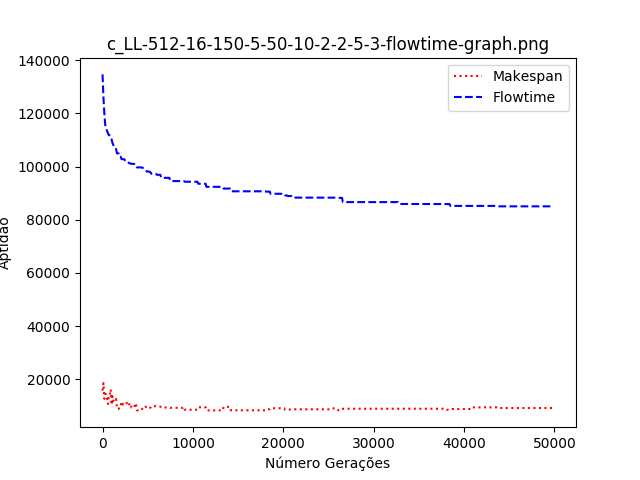 c_LL-512-16-150-5-50-10-2-2-5-3-flowtime-graph.png
140000
120000
100000
80000
60000
40000
20000
Aptidão
Makespan
Flowtime
0
10000
20000
30000
40000
50000
Número Gerações